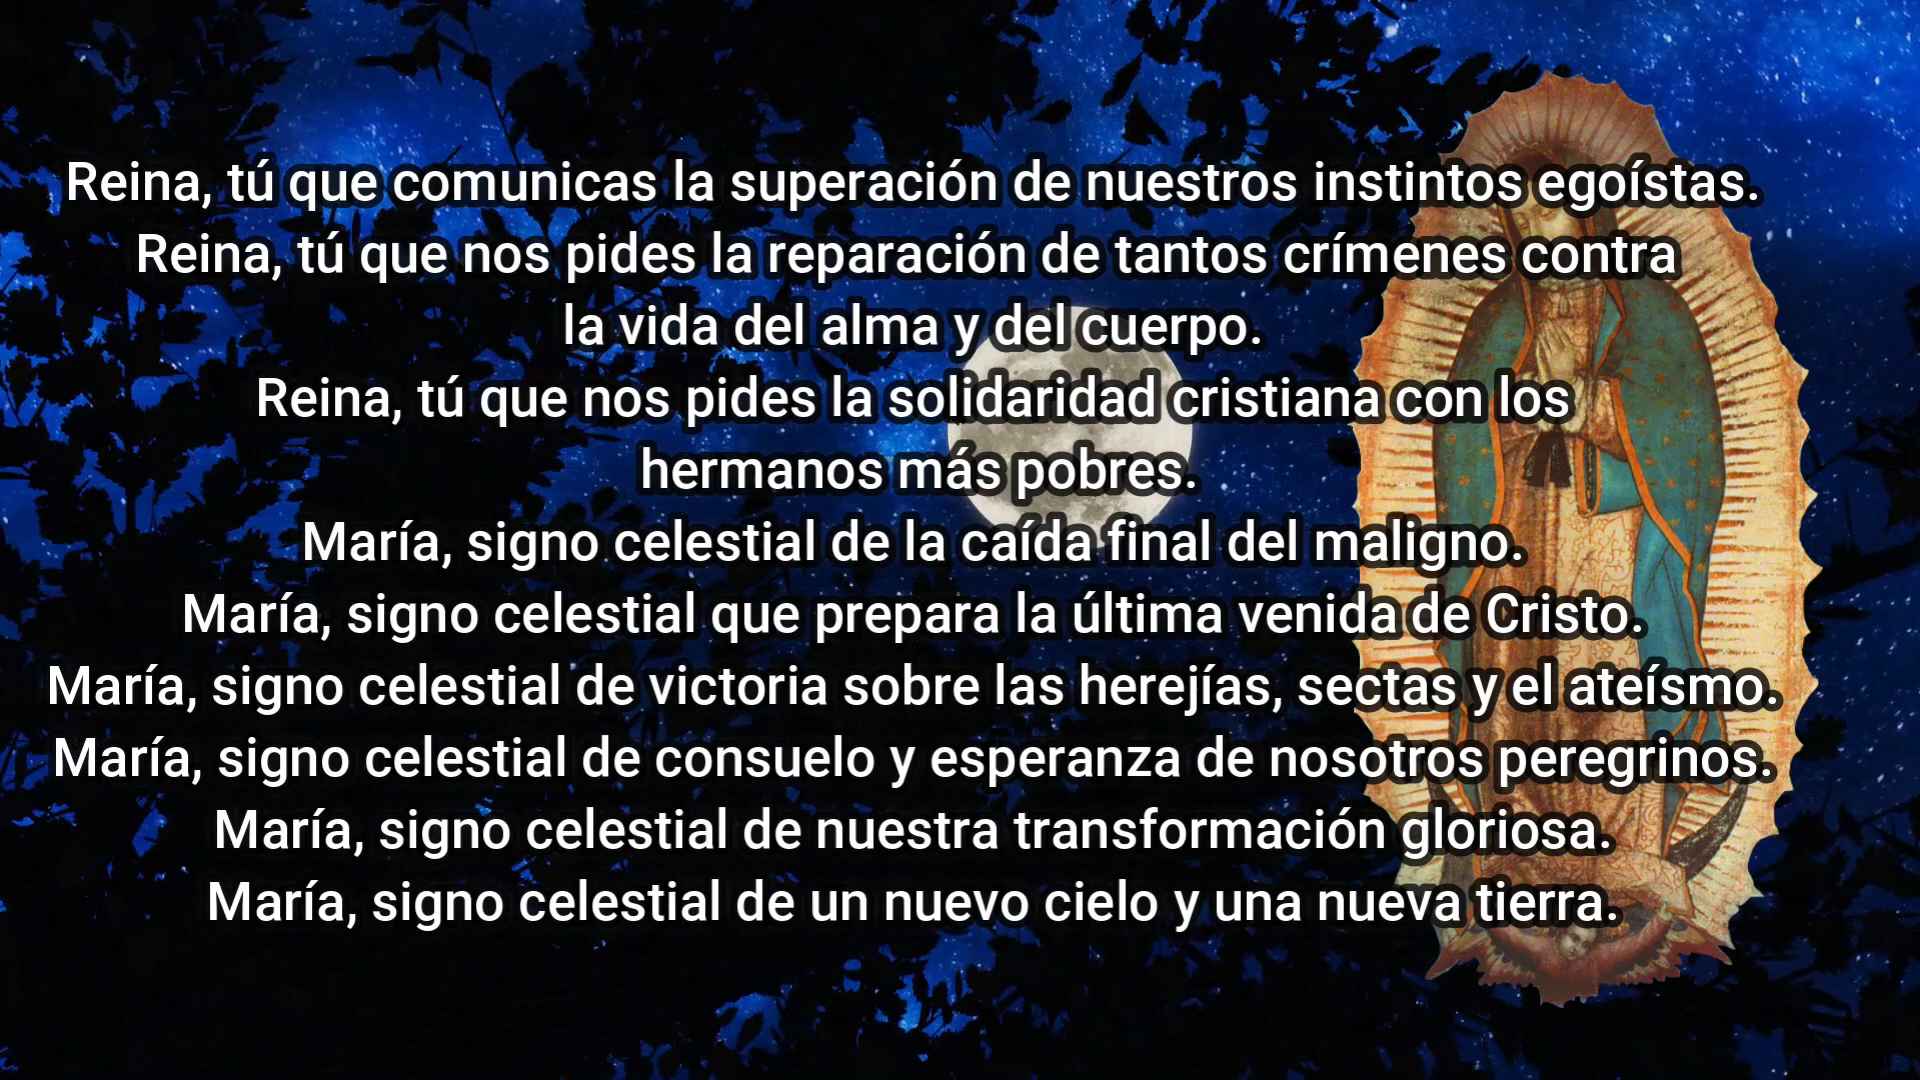 Reina, tú que comunicas la superación de nuestros instintos egoístas.
Reina, tú que nos pides la reparación de tantos crímenes contra
la vida del alma y del cuerpo.
Reina, tú que nos pides la solidaridad cristiana con los
hermanos más pobres.
María, signo celestial de la caída final del maligno.
María, signo celestial que prepara la última venida de Cristo.
María, signo celestial de victoria sobre las herejías, sectas y el ateísmo.
María, signo celestial de consuelo y esperanza de nosotros peregrinos.
María, signo celestial de nuestra transformación gloriosa.
María, signo celestial de un nuevo cielo y una nueva tierra.